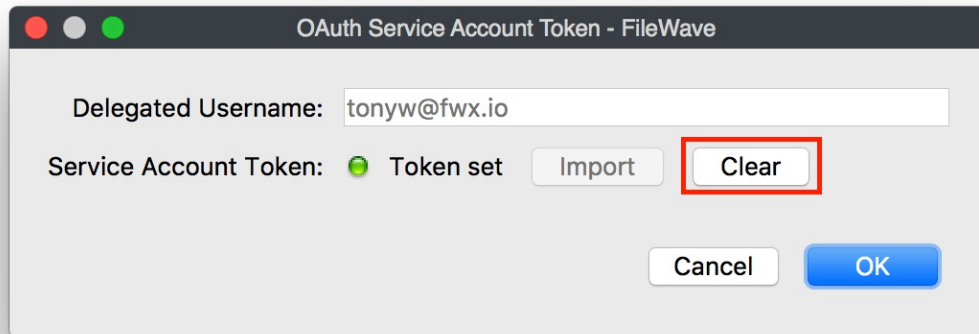 OAuth Service Account Token - FileWave
Delegated Username: tonyw@fwx.io
Service Account Token: Token set Import Clear
Cancel OK